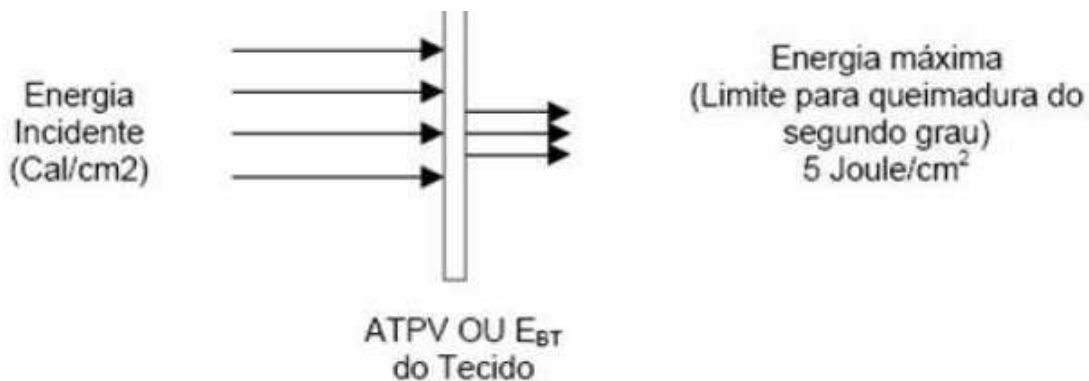 Energia
Incidente
(Cal/cm2)
Energia máxima
(Limite para queimadura do
segundo grau)
5 Joule/cm²
ATPV OU E_BT
do Tecido